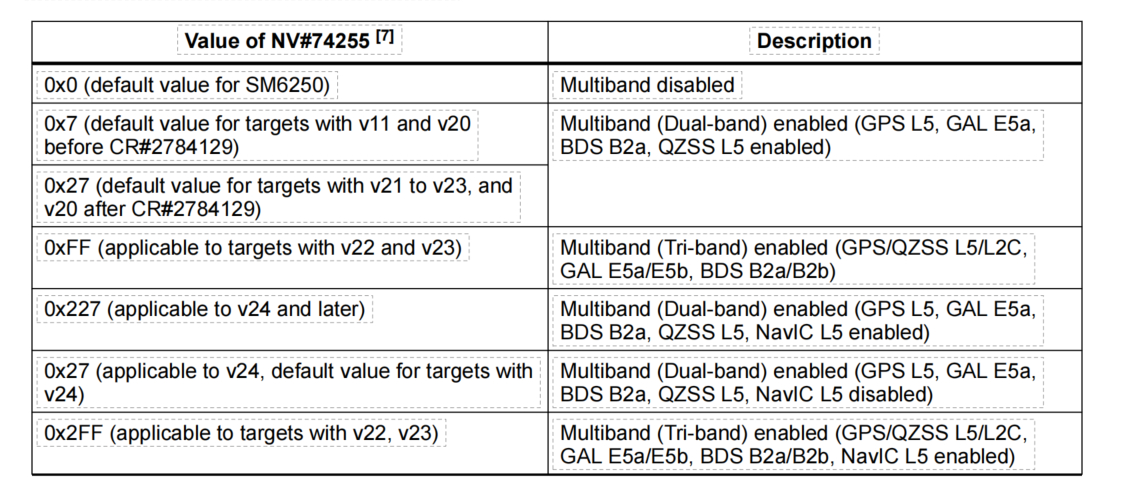 Value of NV#74255 [7]
Description
0x0 (default value for SM6250)
Multiband disabled
0x7 (default value for targets with v11 and v20
before CR#2784129)
Multiband (Dual-band) enabled (GPS L5, GAL E5a,
BDS B2a, QZSS L5 enabled)
0x27 (default value for targets with v21 to v23, and
v20 after CR#2784129)
0xFF (applicable to targets with v22 and v23)
Multiband (Tri-band) enabled (GPS/QZSS L5/L2C,
GAL E5a/E5b, BDS B2a/B2b)
0x227 (applicable to v24 and later)
Multiband (Dual-band) enabled (GPS L5, GAL E5a,
BDS B2a, QZSS L5, NavIC L5 enabled)
0x27 (applicable to v24, default value for targets with
v24)
Multiband (Dual-band) enabled (GPS L5, GAL E5a,
BDS B2a, QZSS L5, NavIC L5 disabled)
0x2FF (applicable to targets with v22, v23)
Multiband (Tri-band) enabled (GPS/QZSS L5/L2C,
GAL E5a/E5b, BDS B2a/B2b, NavIC L5 enabled)